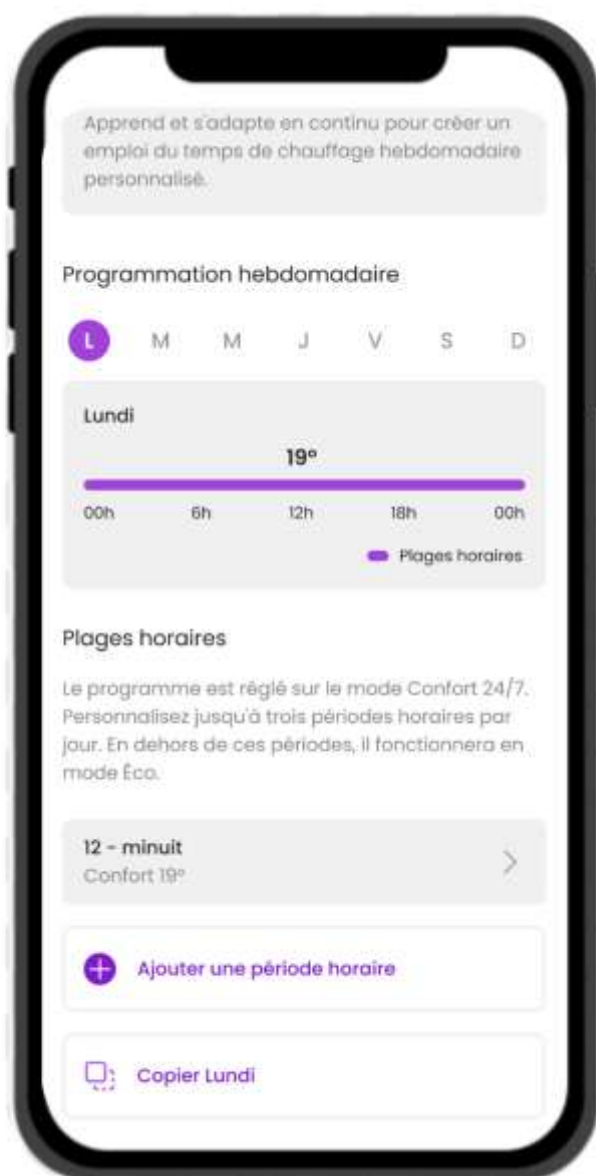 Apprend et s'adapte en continu pour créer un
emploi du temps de chauffage hebdomadaire
personnalisé.
Programmation hebdomadaire
L M M J V S D
Lundi
19°
00h 6h 12h 18h 00h
Plages horaires
Plages horaires
Le programme est réglé sur le mode Confort 24/7.
Personnalisez jusqu'à trois périodes horaires par
jour. En dehors de ces périodes, il fonctionnera en
mode Éco.
12 - minuit
Confort 19°
Ajouter une période horaire
Copier Lundi